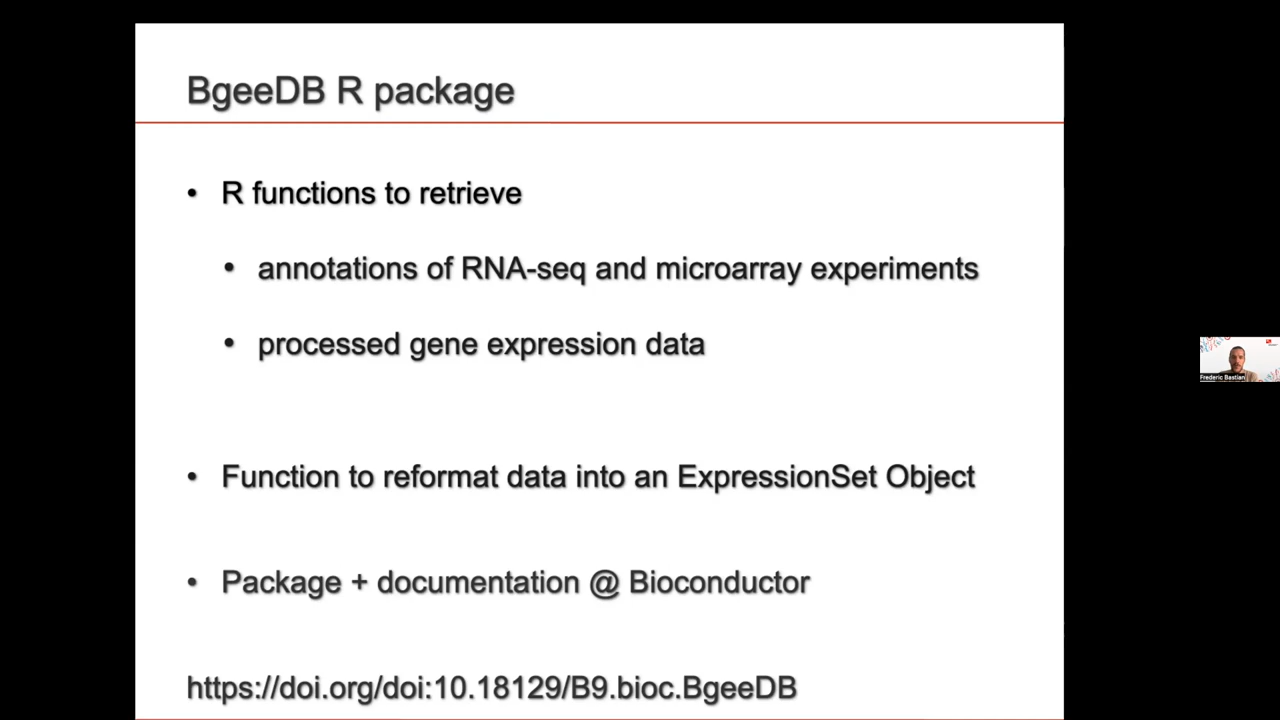 BgeeDB R package
• R functions to retrieve
• annotations of RNA-seq and microarray experiments
• processed gene expression data
• Function to reformat data into an ExpressionSet Object
• Package + documentation @ Bioconductor
https://doi.org/doi:10.18129/B9.bioc.BgeeDB
Frederic Bastian